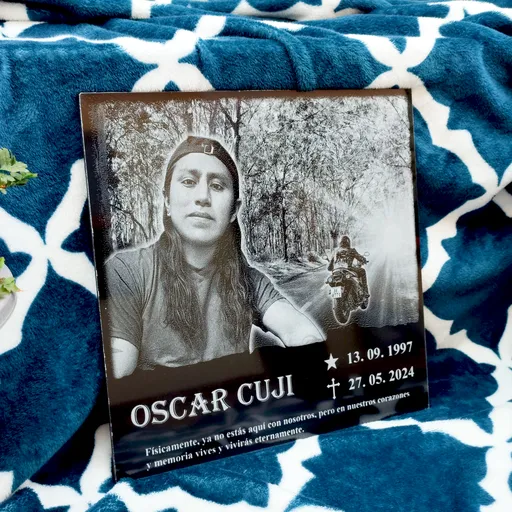 OSCAR CUJI
13. 09. 1997
27. 05. 2024
Físicamente, ya no estás aquí con nosotros, pero en nuestros corazones
y memoria vives y vivirás eternamente.